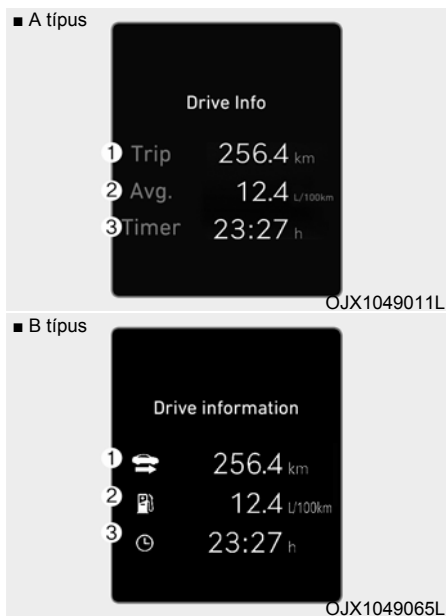 ■ A típus
Drive Info
1 Trip 256.4 km
2 Avg. 12.4 L/100km
3 Timer 23:27 h
OJX1049011L
■ B típus
Drive information
1 256.4 km
2 12.4 L/100km
3 23:27 h
OJX1049065L